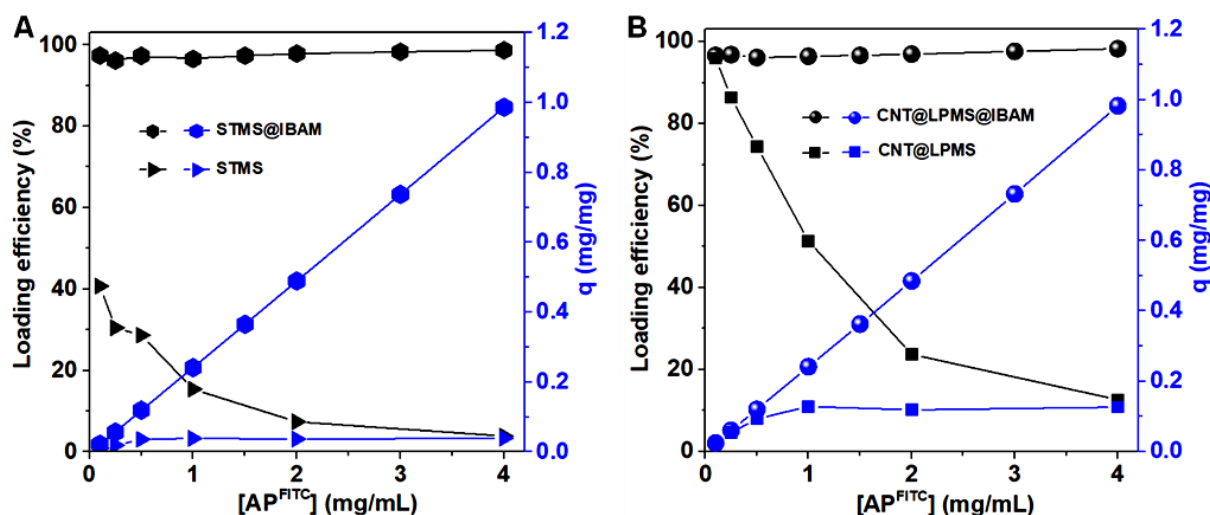 A
B
Loading efficiency (%)
100
80
60
40
20
0
STMS@IBAM
STMS
1.2
1.0
0.8
0.6
0.4
0.2
0.0
q (mg/mg)
0 1 2 3 4
[AP^FITC] (mg/mL)
Loading efficiency (%)
100
80
60
40
20
0
CNT@LPMS@IBAM
CNT@LPMS
1.2
1.0
0.8
0.6
0.4
0.2
0.0
q (mg/mg)
0 1 2 3 4
[AP^FITC] (mg/mL)